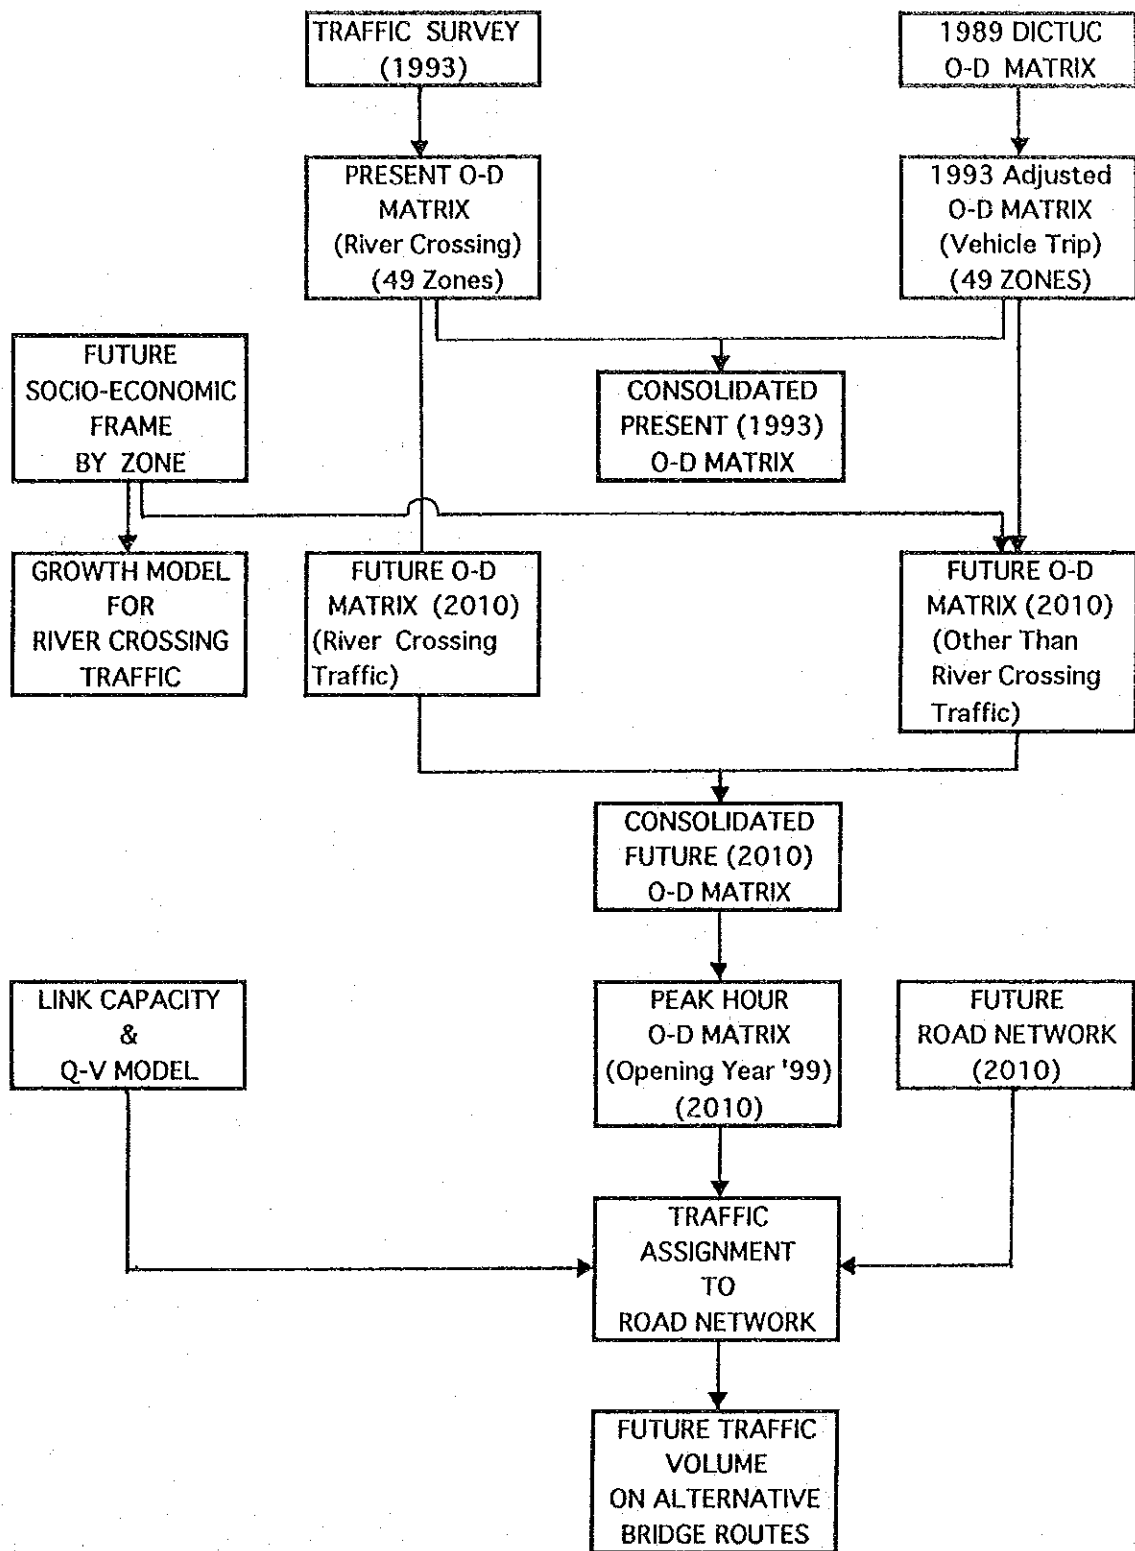 TRAFFIC SURVEY
(1993)
1989 DICTUC
O-D MATRIX
PRESENT O-D
MATRIX
(River Crossing)
(49 Zones)
1993 Adjusted
O-D MATRIX
(Vehicle Trip)
(49 ZONES)
FUTURE
SOCIO-ECONOMIC
FRAME
BY ZONE
CONSOLIDATED
PRESENT (1993)
O-D MATRIX
GROWTH MODEL
FOR
RIVER CROSSING
TRAFFIC
FUTURE O-D
MATRIX (2010)
(River Crossing
Traffic)
FUTURE O-D
MATRIX (2010)
(Other Than
River Crossing
Traffic)
CONSOLIDATED
FUTURE (2010)
O-D MATRIX
LINK CAPACITY
&
Q-V MODEL
PEAK HOUR
O-D MATRIX
(Opening Year '99)
(2010)
FUTURE
ROAD NETWORK
(2010)
TRAFFIC
ASSIGNMENT
TO
ROAD NETWORK
FUTURE TRAFFIC
VOLUME
ON ALTERNATIVE
BRIDGE ROUTES